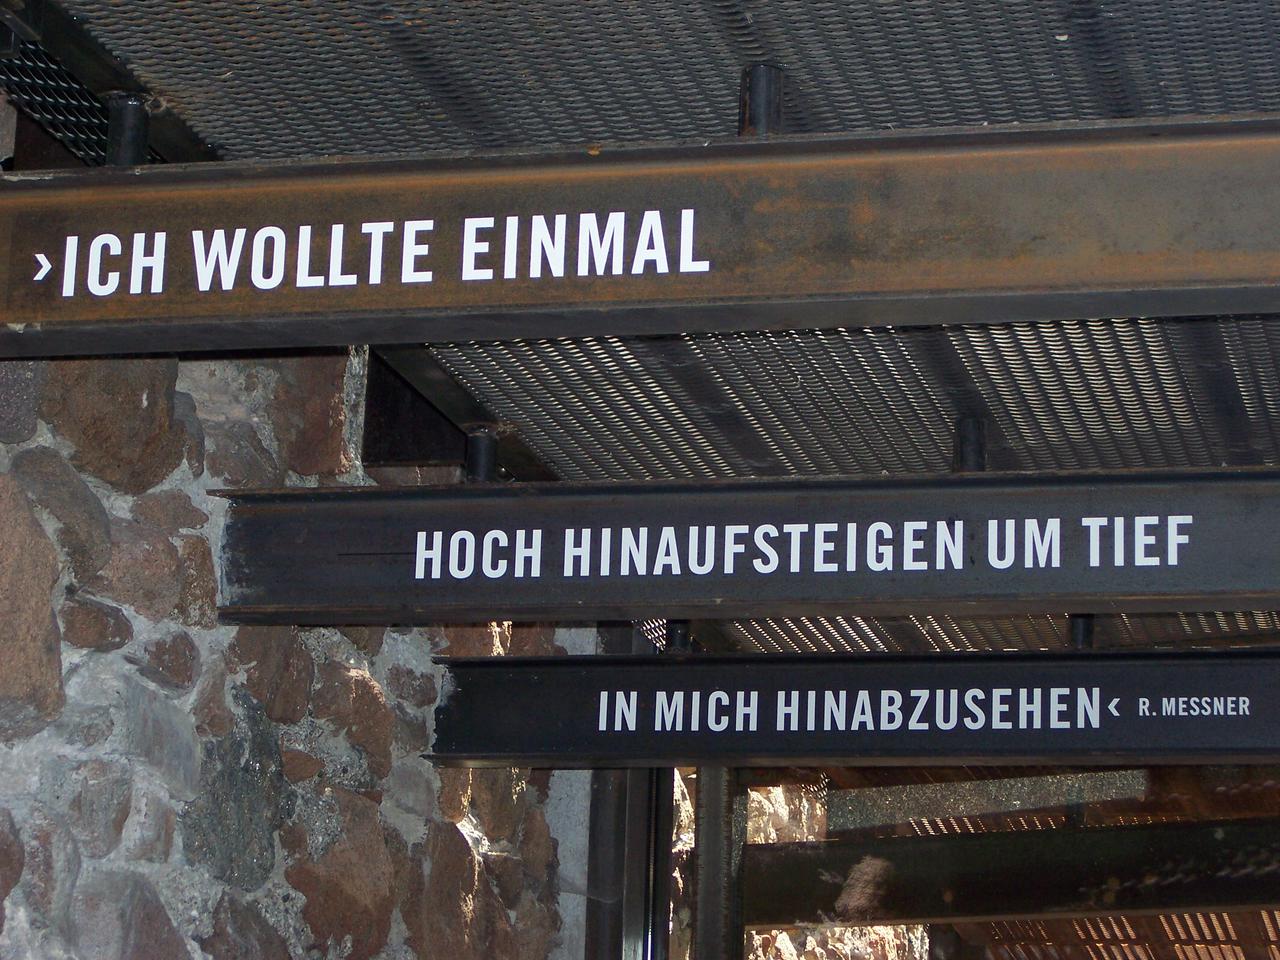 ›ICH WOLLTE EINMAL
HOCH HINAUFSTEIGEN UM TIEF
IN MICH HINABZUSEHEN‹ R. MESSNER